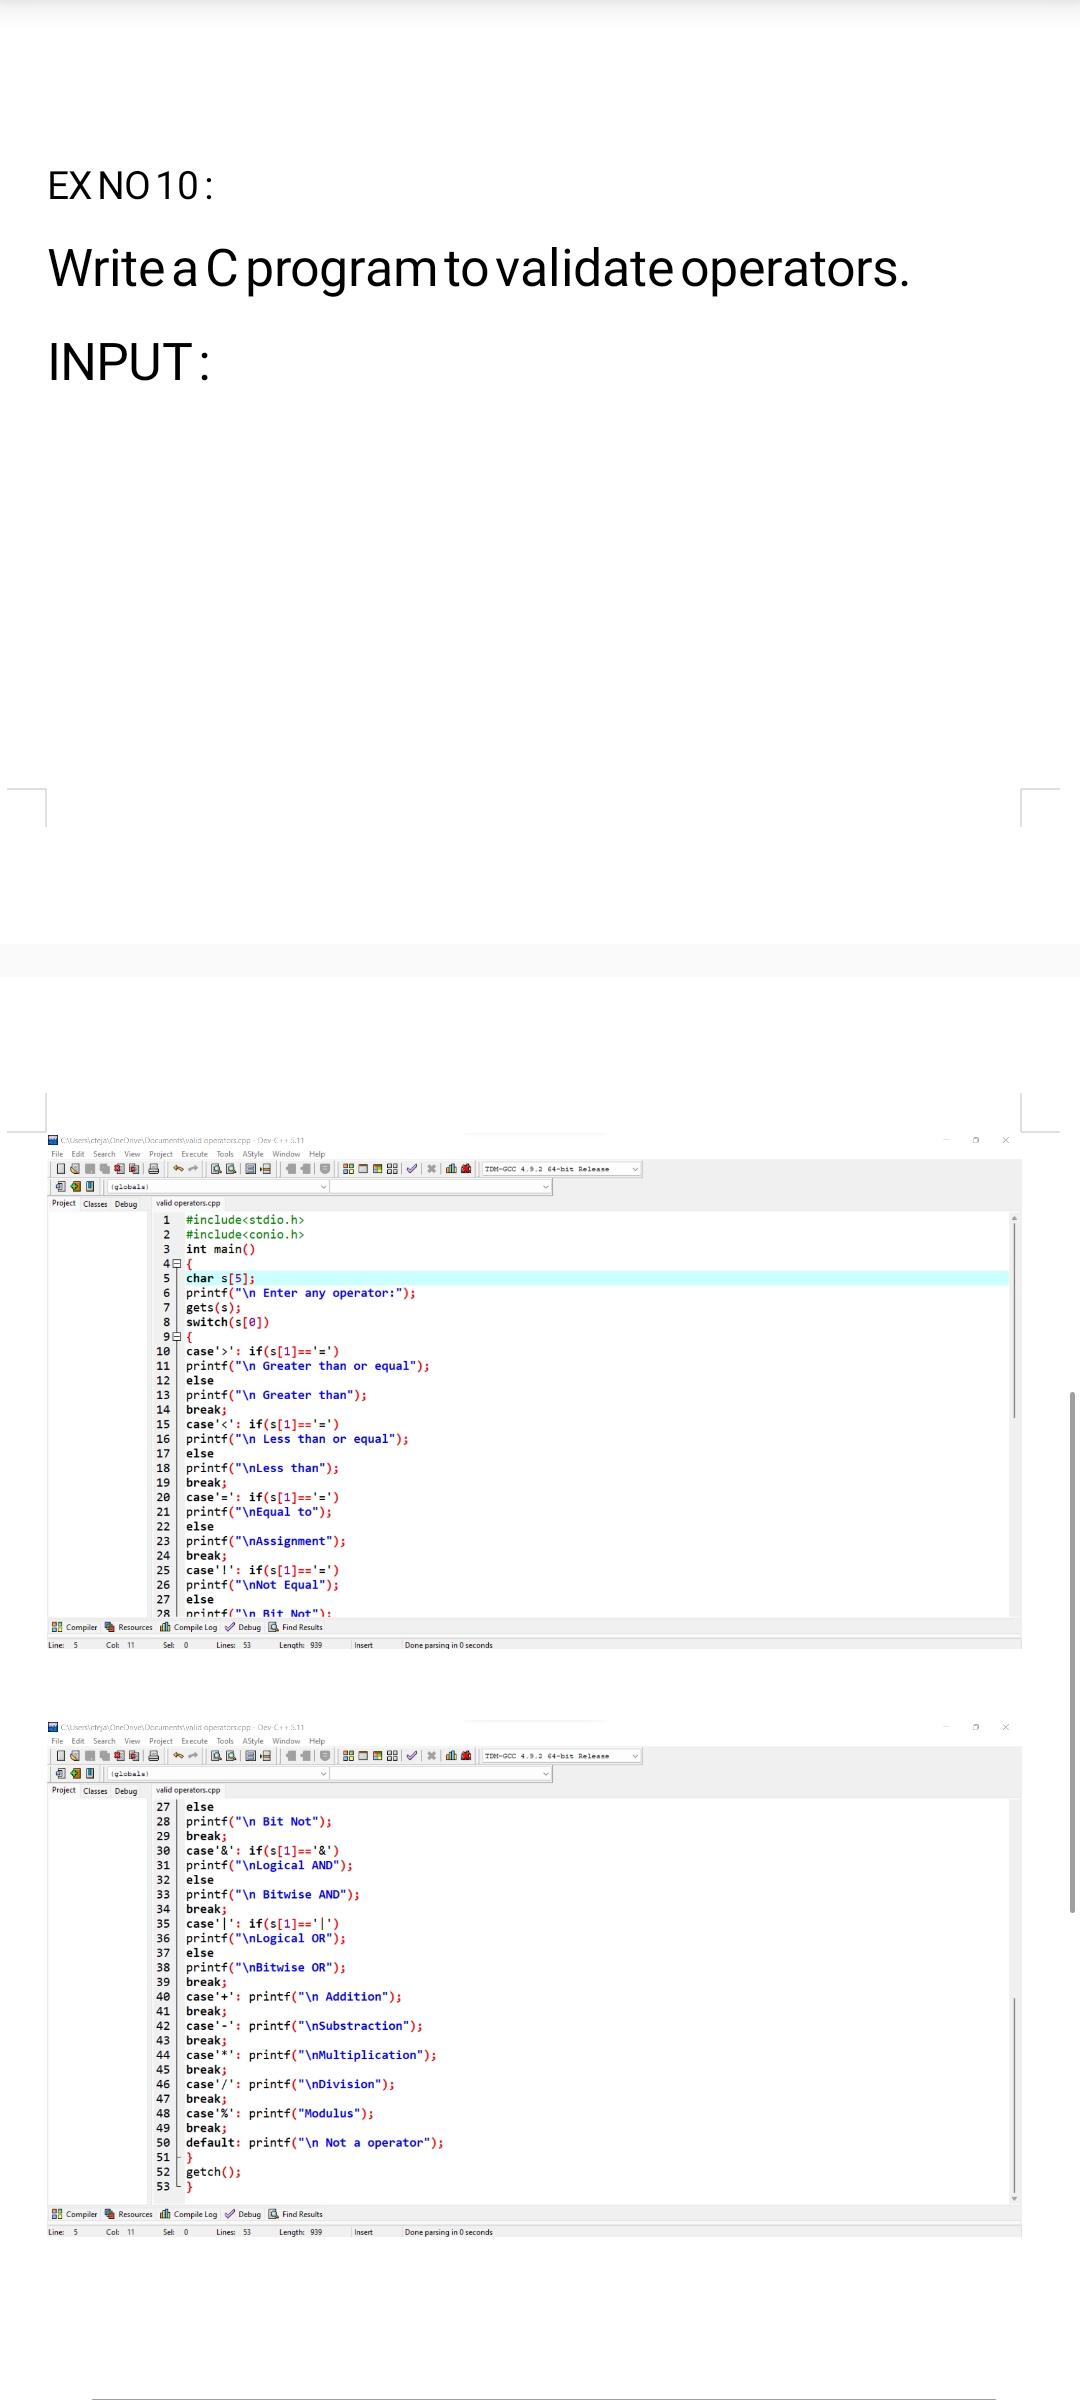 EX NO 10 :
Write a C program to validate operators.
INPUT :
C:\Users\cteja\OneDrive\Documents\valid operators.cpp - Dev-C++ 5.11
File Edit Search View Project Execute Tools AStyle Window Help
TDM-GCC 4.9.2 64-bit Release
(globals)
Project Classes Debug valid operators.cpp
1 #include<stdio.h>
2 #include<conio.h>
3 int main()
4 {
5 char s[5];
6 printf("\n Enter any operator:");
7 gets(s);
8 switch(s[0])
9 {
10 case'>': if(s[1]=='=')
11 printf("\n Greater than or equal");
12 else
13 printf("\n Greater than");
14 break;
15 case'<': if(s[1]=='=')
16 printf("\n Less than or equal");
17 else
18 printf("\nLess than");
19 break;
20 case'=': if(s[1]=='=')
21 printf("\nEqual to");
22 else
23 printf("\nAssignment");
24 break;
25 case'!': if(s[1]=='=')
26 printf("\nNot Equal");
27 else
28 printf("\n Bit Not");
Compiler Resources Compile Log Debug Find Results
Line: 5 Col: 11 Sel: 0 Lines: 53 Length: 939 Insert Done parsing in 0 seconds
C:\Users\cteja\OneDrive\Documents\valid operators.cpp - Dev-C++ 5.11
File Edit Search View Project Execute Tools AStyle Window Help
TDM-GCC 4.9.2 64-bit Release
(globals)
Project Classes Debug valid operators.cpp
27 else
28 printf("\n Bit Not");
29 break;
30 case'&': if(s[1]=='&')
31 printf("\nLogical AND");
32 else
33 printf("\n Bitwise AND");
34 break;
35 case'|': if(s[1]=='|')
36 printf("\nLogical OR");
37 else
38 printf("\nBitwise OR");
39 break;
40 case'+': printf("\n Addition");
41 break;
42 case'-': printf("\nSubstraction");
43 break;
44 case'*': printf("\nMultiplication");
45 break;
46 case'/': printf("\nDivision");
47 break;
48 case'%': printf("Modulus");
49 break;
50 default: printf("\n Not a operator");
51 }
52 getch();
53 }
Compiler Resources Compile Log Debug Find Results
Line: 5 Col: 11 Sel: 0 Lines: 53 Length: 939 Insert Done parsing in 0 seconds